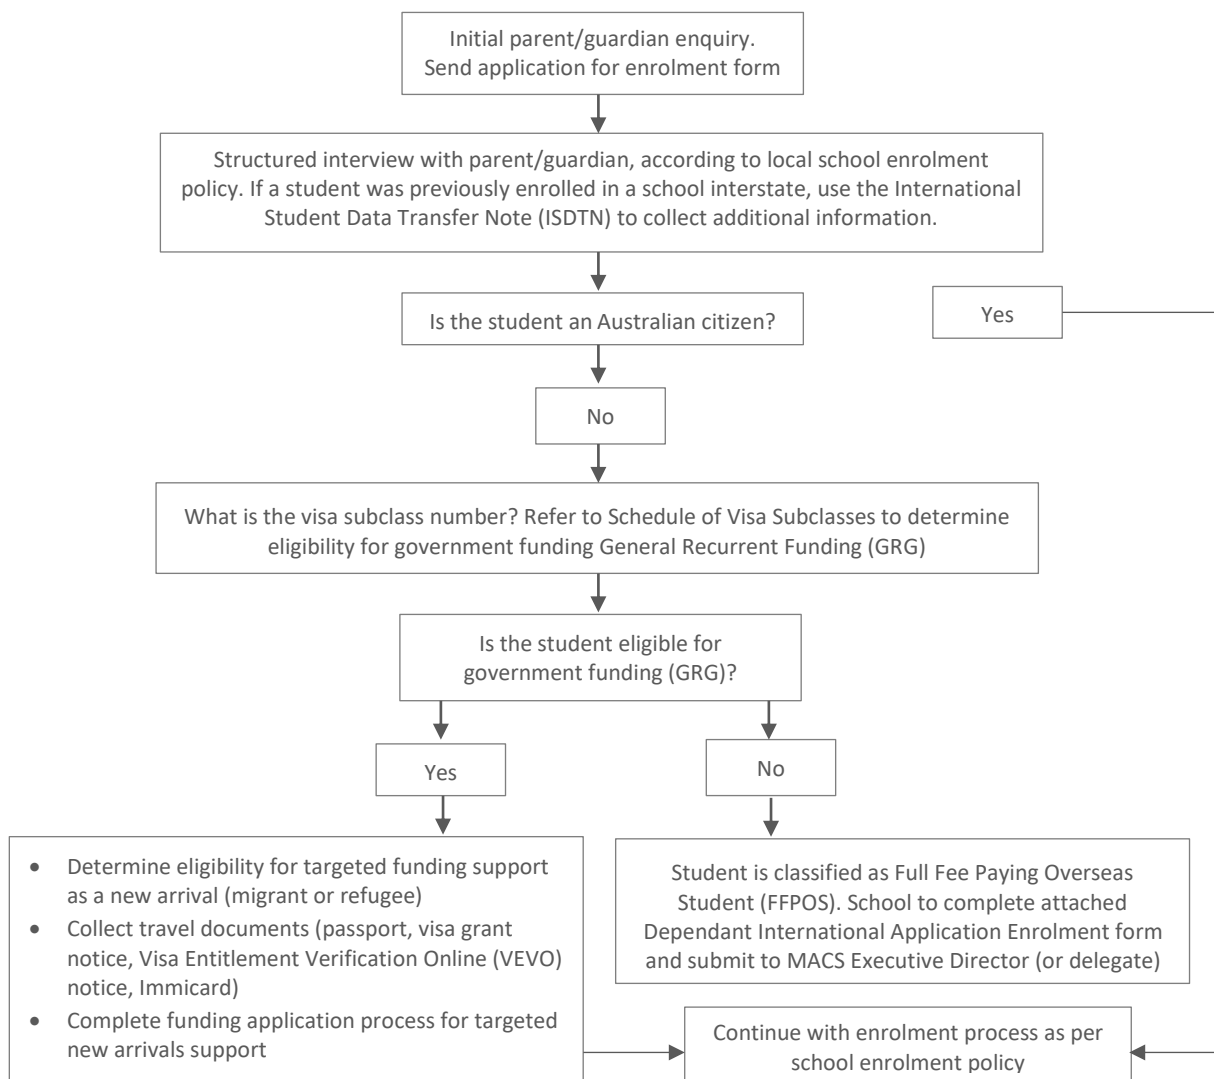 Initial parent/guardian enquiry.
Send application for enrolment form
Structured interview with parent/guardian, according to local school enrolment
policy. If a student was previously enrolled in a school interstate, use the International
Student Data Transfer Note (ISDTN) to collect additional information.
Is the student an Australian citizen?
Yes
No
What is the visa subclass number? Refer to Schedule of Visa Subclasses to determine
eligibility for government funding General Recurrent Funding (GRG)
Is the student eligible for
government funding (GRG)?
Yes
No
• Determine eligibility for targeted funding support
as a new arrival (migrant or refugee)
• Collect travel documents (passport, visa grant
notice, Visa Entitlement Verification Online (VEVO)
notice, Immicard)
• Complete funding application process for targeted
new arrivals support
Student is classified as Full Fee Paying Overseas
Student (FFPOS). School to complete attached
Dependant International Application Enrolment form
and submit to MACS Executive Director (or delegate)
Continue with enrolment process as per
school enrolment policy